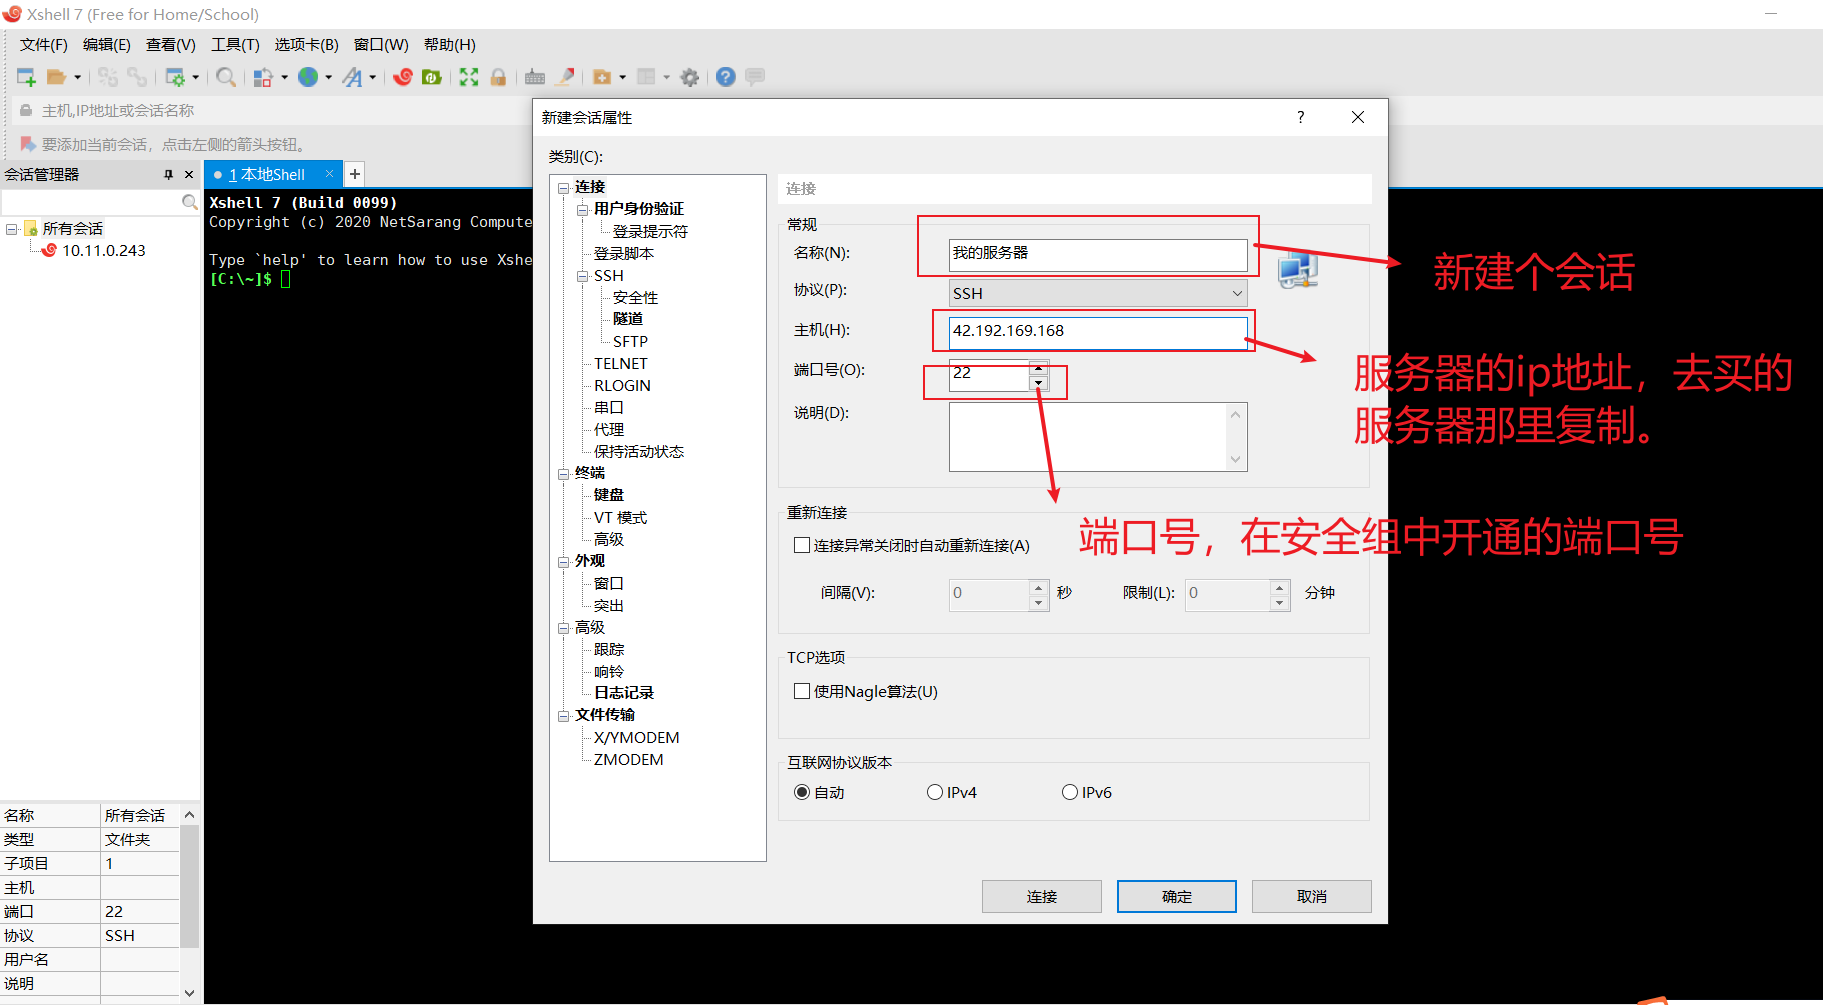 Xshell 7 (Free for Home/School)
文件(F) 编辑(E) 查看(V) 工具(T) 选项卡(B) 窗口(W) 帮助(H)
主机,IP地址或会话名称
要添加当前会话，点击左侧的箭头按钮。
会话管理器
1 本地Shell
所有会话
10.11.0.243
Xshell 7 (Build 0099)
Copyright (c) 2020 NetSarang Compute
Type `help' to learn how to use Xshe
[C:\~]$
新建会话属性
类别(C):
连接
用户身份验证
登录提示符
登录脚本
SSH
安全性
隧道
SFTP
TELNET
RLOGIN
串口
代理
保持活动状态
终端
键盘
VT 模式
高级
外观
窗口
突出
高级
跟踪
响铃
日志记录
文件传输
X/YMODEM
ZMODEM
连接
常规
名称(N): 我的服务器
协议(P): SSH
主机(H): 42.192.169.168
端口号(O): 22
说明(D):
重新连接
连接异常关闭时自动重新连接(A)
间隔(V): 0 秒 限制(L): 0 分钟
TCP选项
使用Nagle算法(U)
互联网协议版本
自动 IPv4 IPv6
连接 确定 取消
新建个会话
服务器的ip地址，去买的
服务器那里复制。
端口号，在安全组中开通的端口号
名称 所有会话
类型 文件夹
子项目 1
主机
端口 22
协议 SSH
用户名
说明